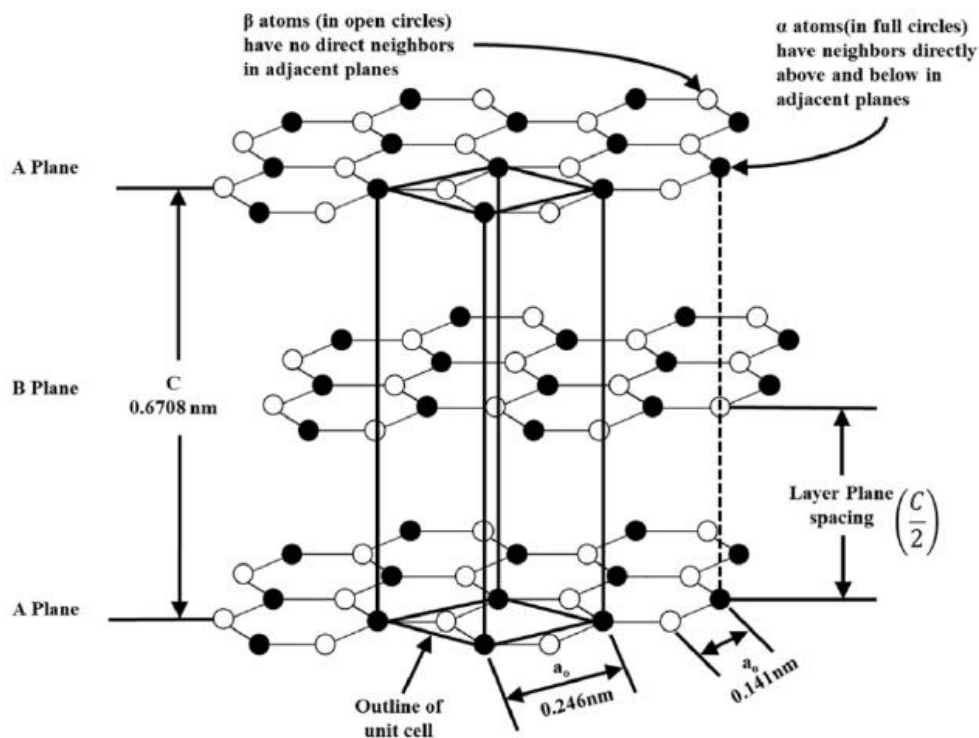 β atoms (in open circles)
have no direct neighbors
in adjacent planes
α atoms(in full circles)
have neighbors directly
above and below in
adjacent planes
A Plane
B Plane
C
0.6708 nm
Layer Plane
spacing (C/2)
A Plane
aₒ
0.246nm
aₒ
0.141nm
Outline of
unit cell